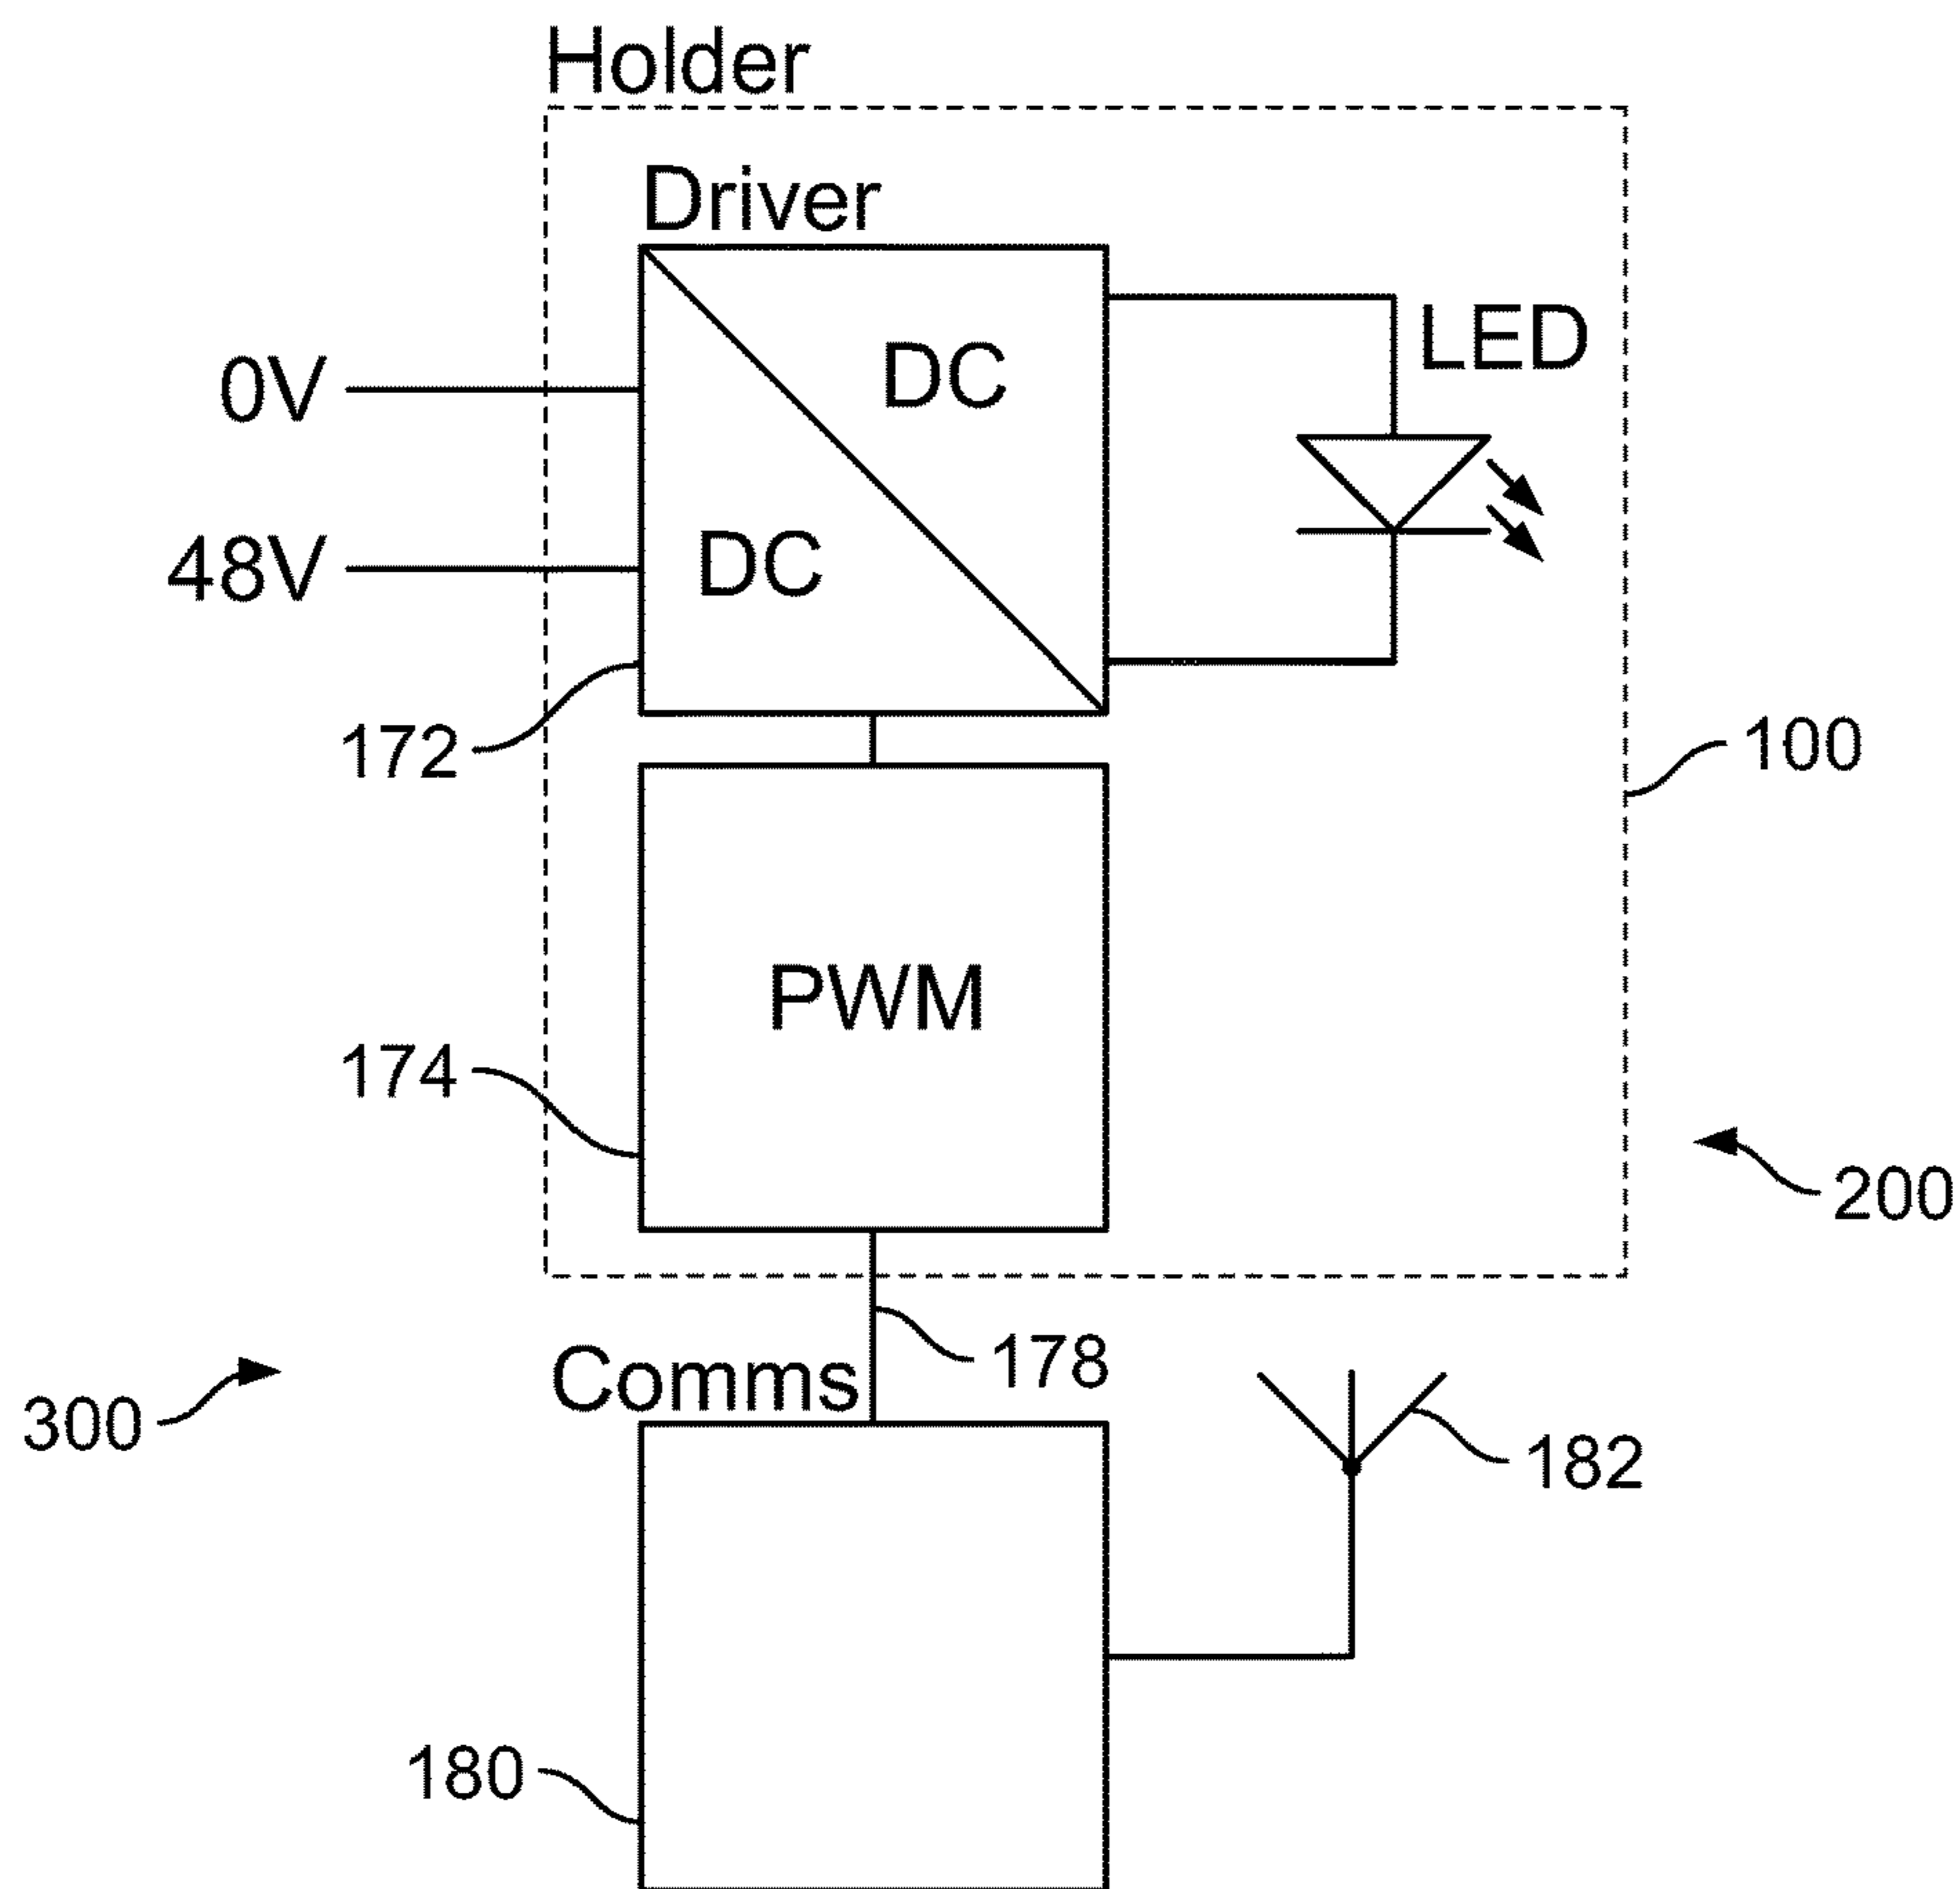 Holder
Driver
DC
LED
0V
DC
48V
172
100
PWM
174
200
178
Comms
300
182
180